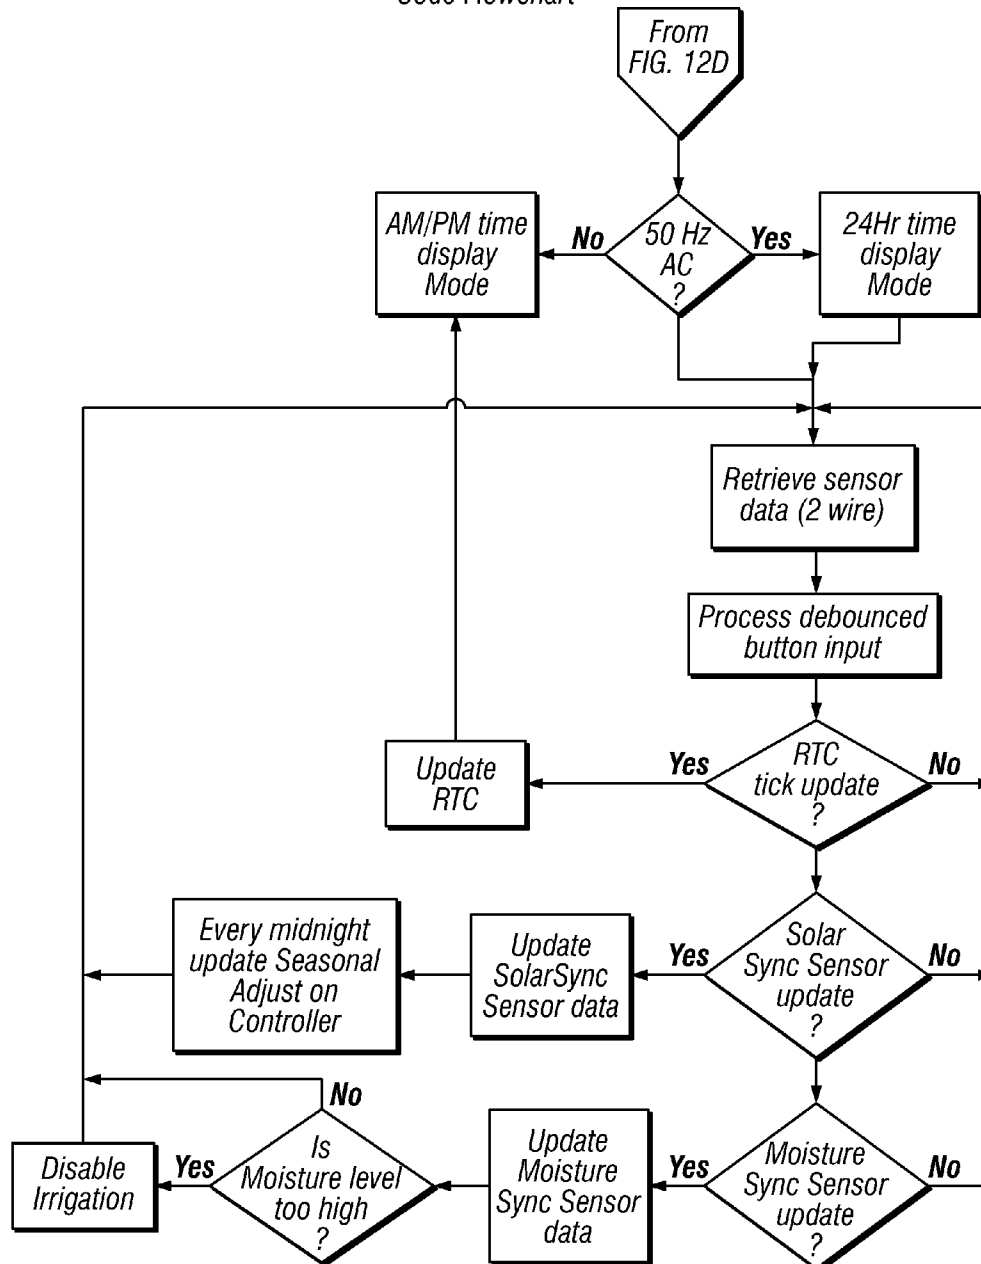 From
FIG. 12D
AM/PM time
display
Mode
No
50 Hz
AC
?
Yes
24Hr time
display
Mode
Retrieve sensor
data (2 wire)
Process debounced
button input
Update
RTC
Yes
RTC
tick update
?
No
Every midnight
update Seasonal
Adjust on
Controller
Update
SolarSync
Sensor data
Yes
Solar
Sync Sensor
update
?
No
Disable
Irrigation
Yes
Is
Moisture level
too high
?
No
Update
Moisture
Sync Sensor
data
Yes
Moisture
Sync Sensor
update
?
No